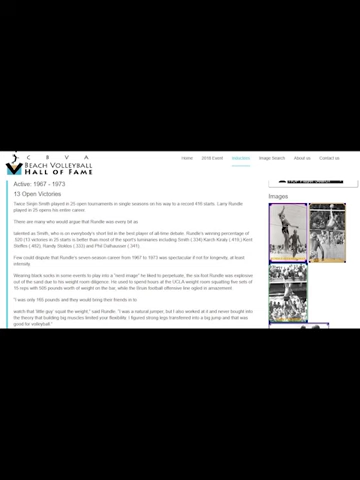 CBVA
BEACH VOLLEYBALL
HALL OF FAME
Home
2018 Event
Inductees
Image Search
About us
Contact us
Active: 1967 - 1973
13 Open Victories
Twice Sinjin Smith played in 25 open tournaments in single seasons on the way to a record 416 starts. Larry Rundle
played in 25 opens his entire career.
There are many who would argue that Rundle was every bit as
talented as Smith, who is on everybody's short list in the best player of all time debate. Rundle's winning percentage of
.520 (13 victories in 25 starts is better than most of the sport's luminaries including Smith (.334) Karch Kiraly (.419,) Kent
Steffes (.482) Randy Stoklos (.333) and Phil Dalhausser (.341).
Few could dispute that Rundle's seven-season career from 1967 to 1973 was spectacular if not for longevity, at least
intensity.
Wearing black socks in some events to play into a "nerd image" he liked to perpetuate, the six-foot Rundle was explosive
out of the sand due to his weight room diligence. He used to spend hours at the UCLA weight room squatting five sets of
15 reps with 505 pounds worth of weight on the bar, while the Bruin football offensive line ogled in amazement.
"I was only 165 pounds and they would bring their friends in to
watch that 'little guy' squat the weight," said Rundle. "I was a natural jumper, but I also worked at it and never bought into
the theory that building big muscles limited your flexibility. I figured strong legs transferred into a big jump and that was
good for volleyball."
Images